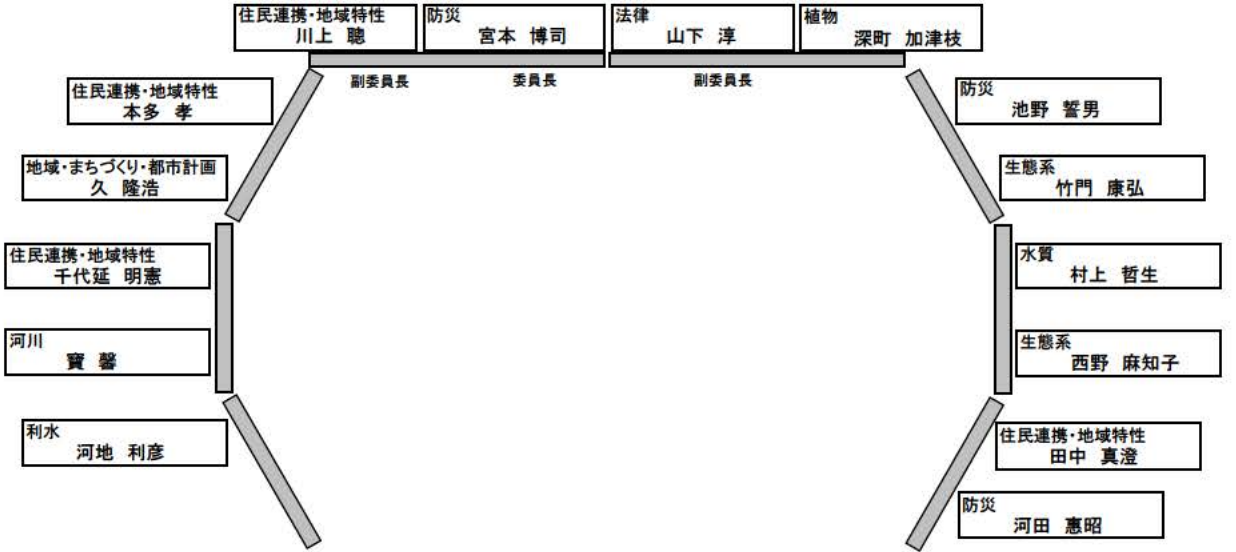 住民連携・地域特性
川上 聰
防災
宮本 博司
法律
山下 淳
植物
深町 加津枝
副委員長
委員長
副委員長
住民連携・地域特性
本多 孝
地域・まちづくり・都市計画
久 隆浩
住民連携・地域特性
千代延 明憲
河川
寶 馨
利水
河地 利彦
防災
池野 誓男
生態系
竹門 康弘
水質
村上 哲生
生態系
西野 麻知子
住民連携・地域特性
田中 真澄
防災
河田 惠昭